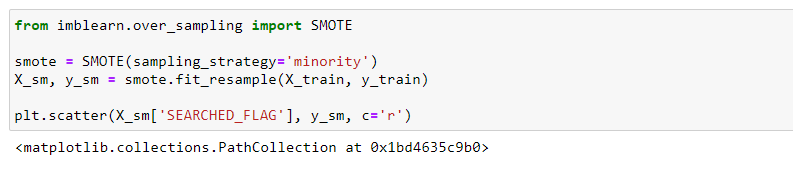 from imblearn.over_sampling import SMOTE
smote = SMOTE(sampling_strategy='minority')
X_sm, y_sm = smote.fit_resample(X_train, y_train)
plt.scatter(X_sm['SEARCHED_FLAG'], y_sm, c='r')
<matplotlib.collections.PathCollection at 0x1bd4635c9b0>